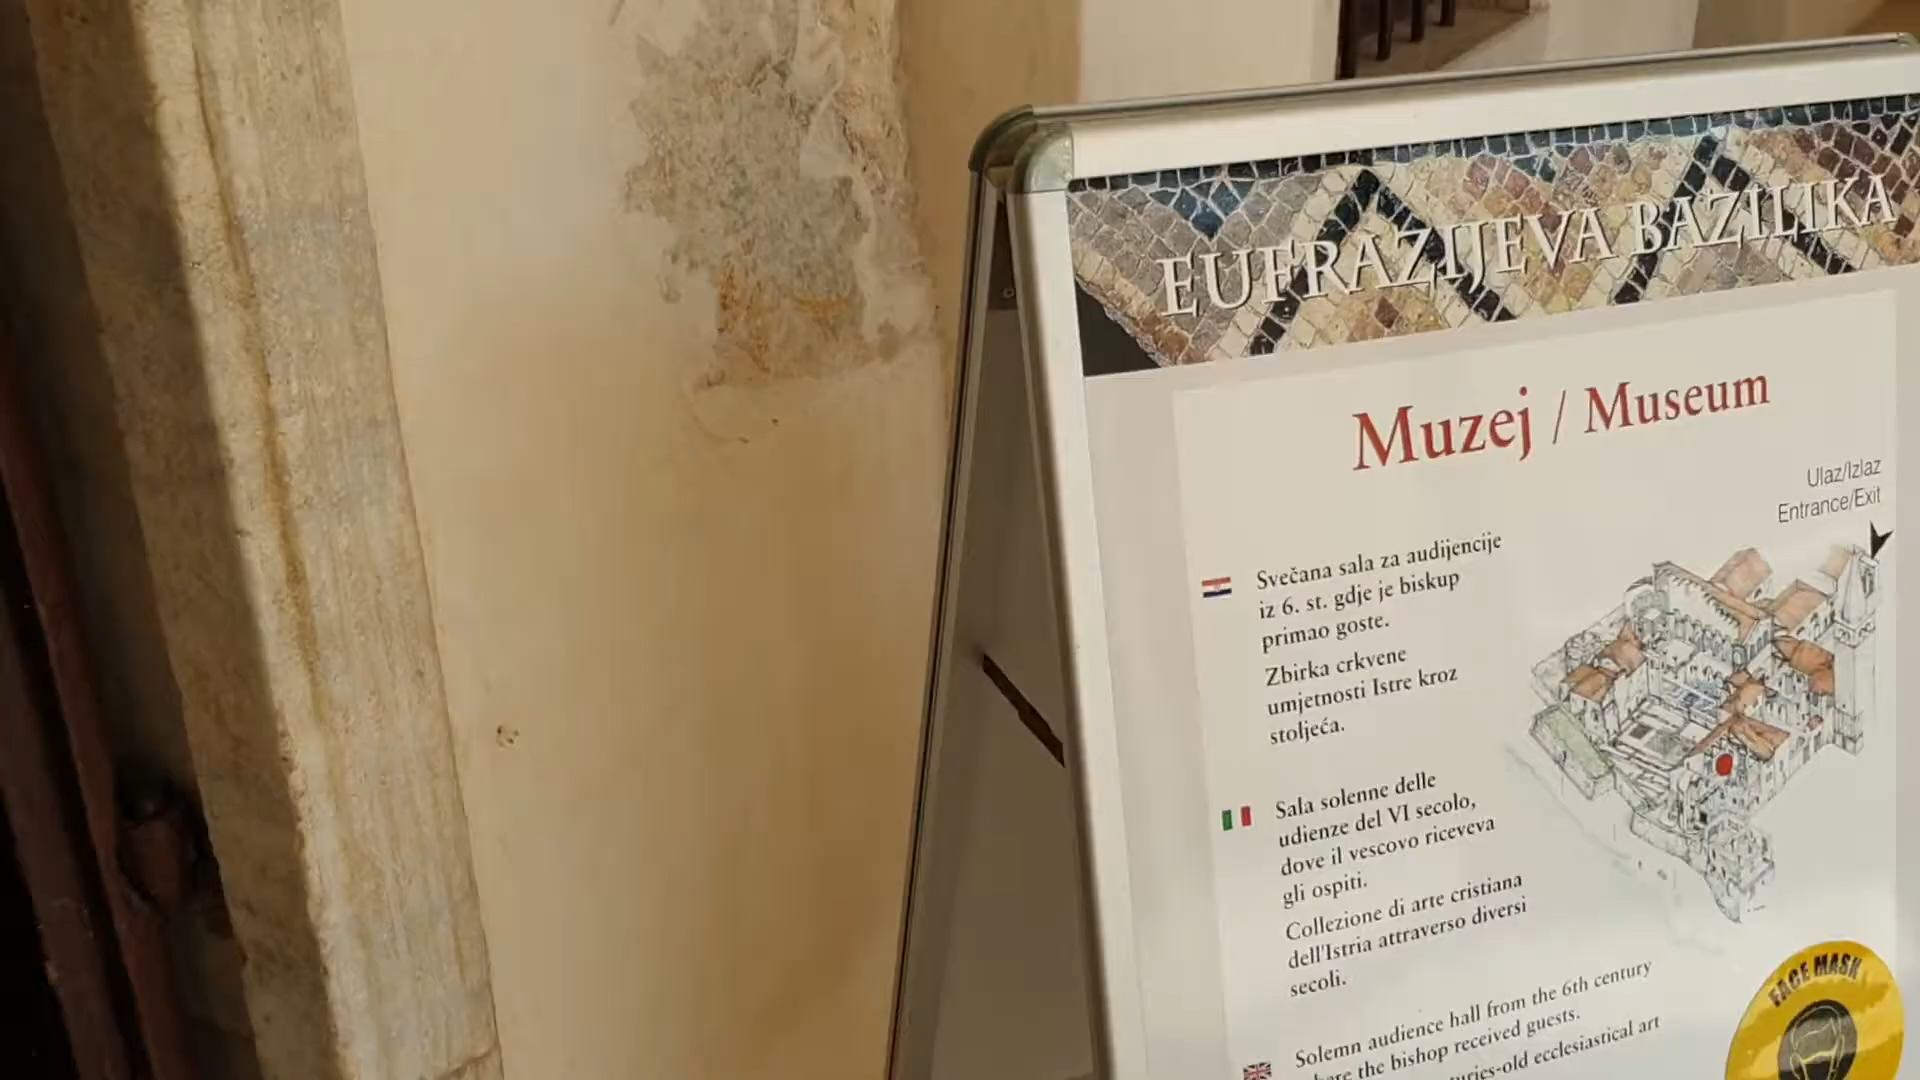 EUFRAZIJEVA BAZILIKA
Muzej / Museum
Ulaz/Izlaz
Entrance/Exit
Svečana sala za audijencije
iz 6. st. gdje je biskup
primao goste.
Zbirka crkvene
umjetnosti Istre kroz
stoljeća.
Sala solenne delle
udienze del VI secolo,
dove il vescovo riceveva
gli ospiti.
Collezione di arte cristiana
dell'Istria attraverso diversi
secoli.
Solemn audience hall from the 6th century
the bishop received guests.
ecclesiastical art
FACE MASK